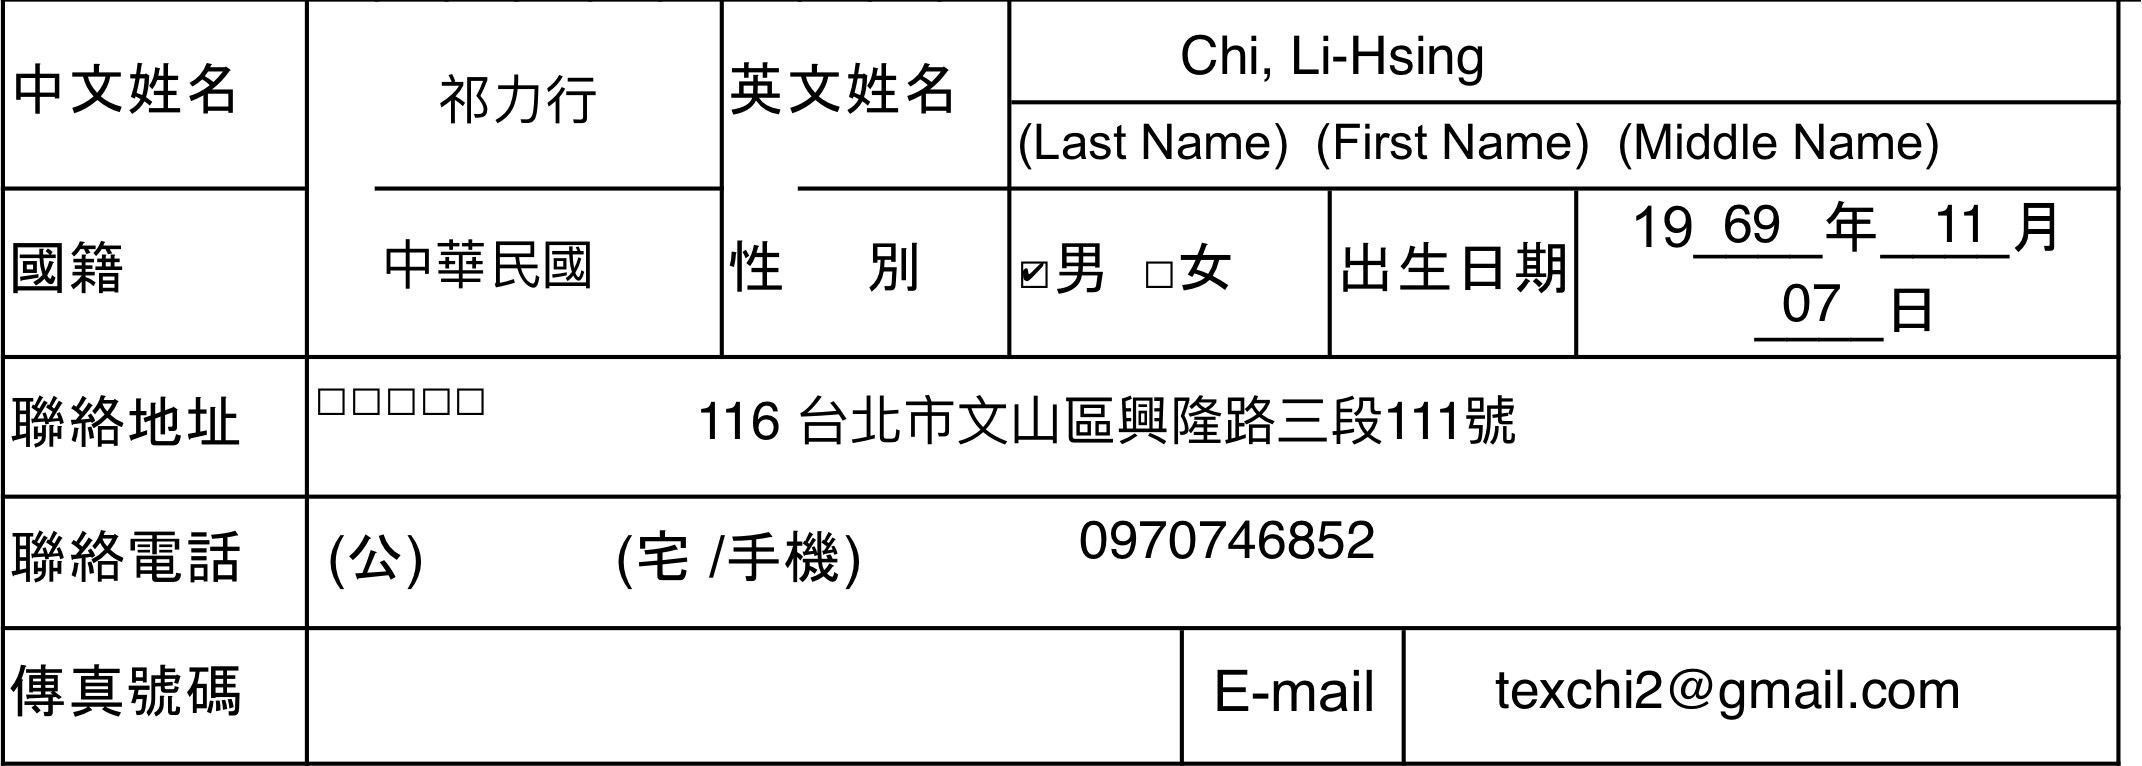 中文姓名 祁力行 英文姓名 Chi, Li-Hsing
(Last Name) (First Name) (Middle Name)
國籍 中華民國 性 別 ☑男 □女 出生日期 19 69 年 11 月
07 日
聯絡地址 □□□□□ 116 台北市文山區興隆路三段111號
聯絡電話 (公) (宅 /手機) 0970746852
傳真號碼 E-mail texchi2@gmail.com